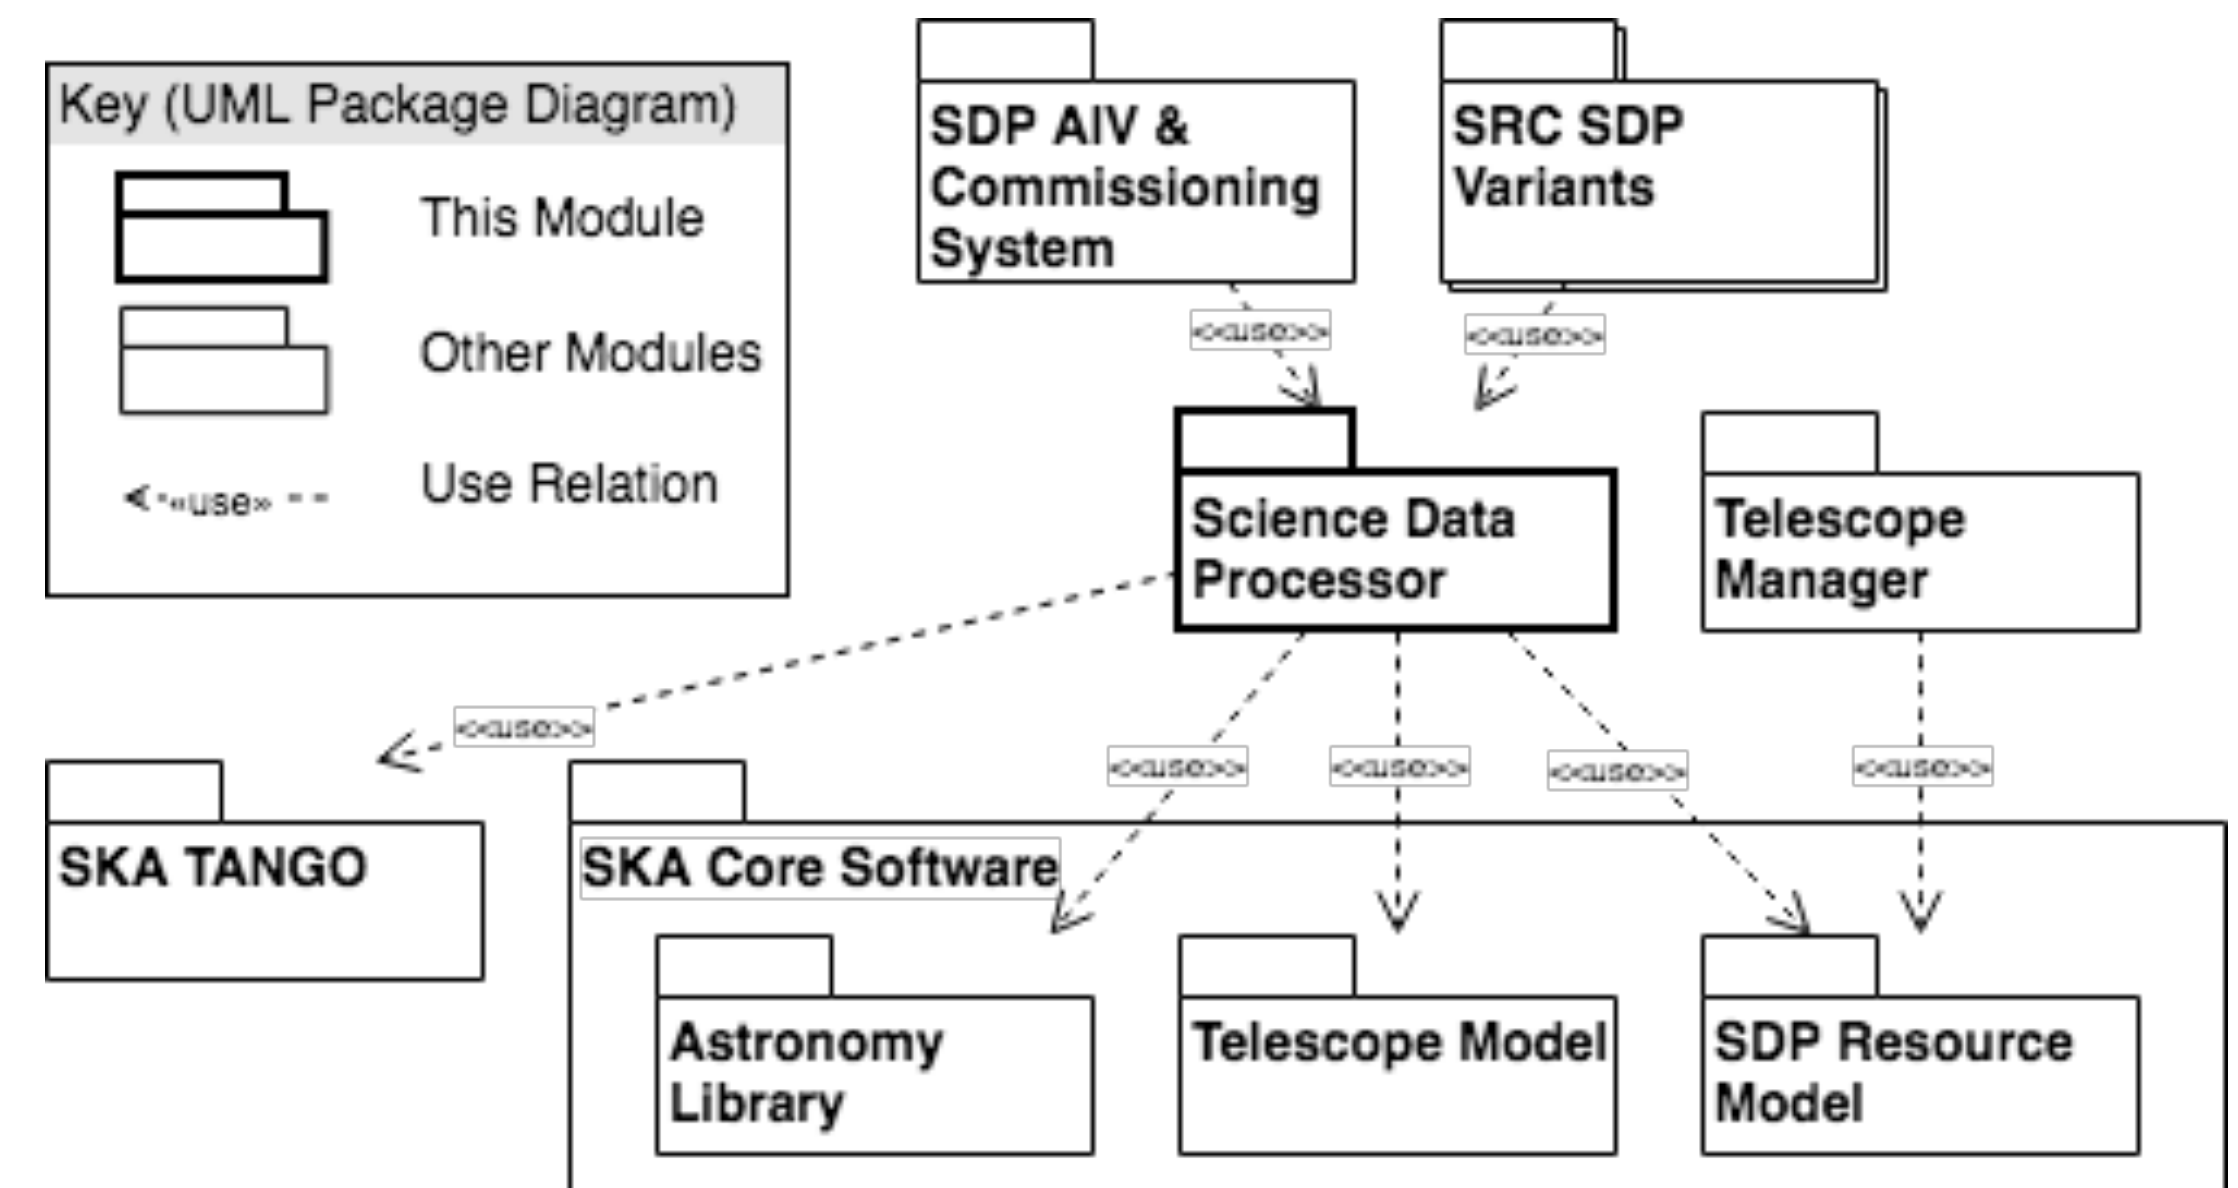 Key (UML Package Diagram)
This Module
Other Modules
«use»
Use Relation
SDP AIV &
Commissioning
System
SRC SDP
Variants
<<use>>
<<use>>
Science Data
Processor
Telescope
Manager
<<use>>
<<use>>
<<use>>
<<use>>
<<use>>
SKA TANGO
SKA Core Software
Astronomy
Library
Telescope Model
SDP Resource
Model